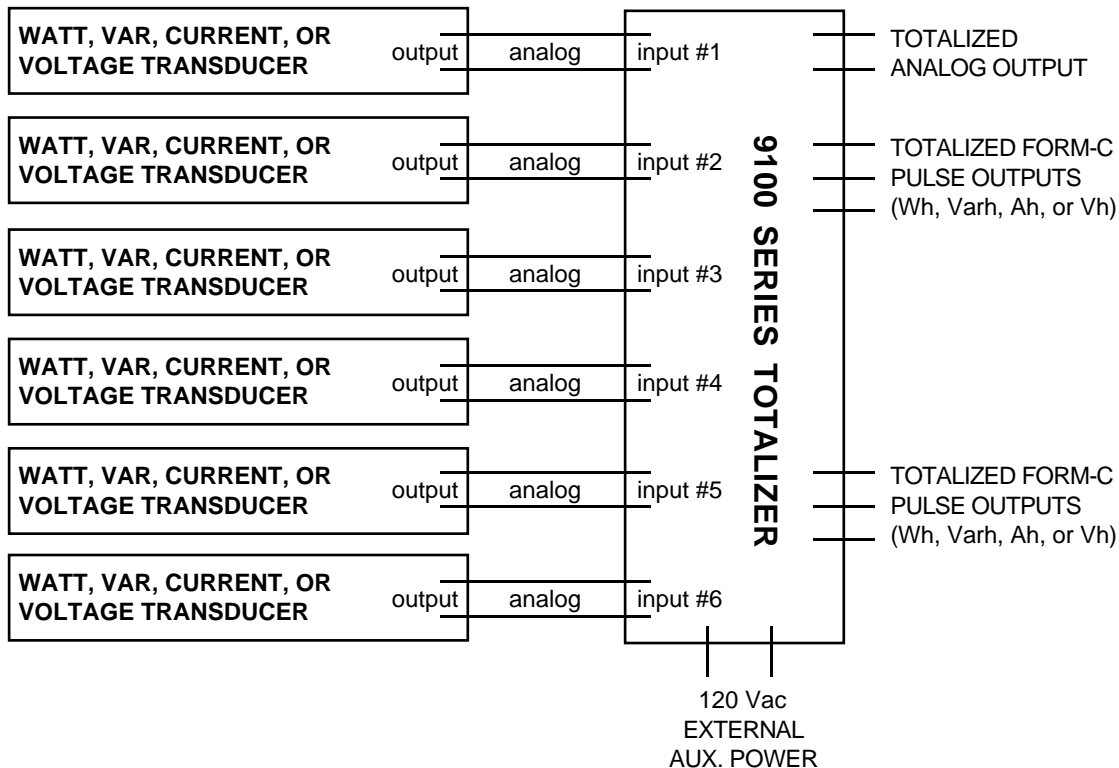 WATT, VAR, CURRENT, OR
VOLTAGE TRANSDUCER
output
analog
input #1
TOTALIZED
ANALOG OUTPUT
WATT, VAR, CURRENT, OR
VOLTAGE TRANSDUCER
output
analog
input #2
TOTALIZED FORM-C
PULSE OUTPUTS
(Wh, Varh, Ah, or Vh)
9100 SERIES TOTALIZER
WATT, VAR, CURRENT, OR
VOLTAGE TRANSDUCER
output
analog
input #3
WATT, VAR, CURRENT, OR
VOLTAGE TRANSDUCER
output
analog
input #4
WATT, VAR, CURRENT, OR
VOLTAGE TRANSDUCER
output
analog
input #5
TOTALIZED FORM-C
PULSE OUTPUTS
(Wh, Varh, Ah, or Vh)
WATT, VAR, CURRENT, OR
VOLTAGE TRANSDUCER
output
analog
input #6
120 Vac
EXTERNAL
AUX. POWER